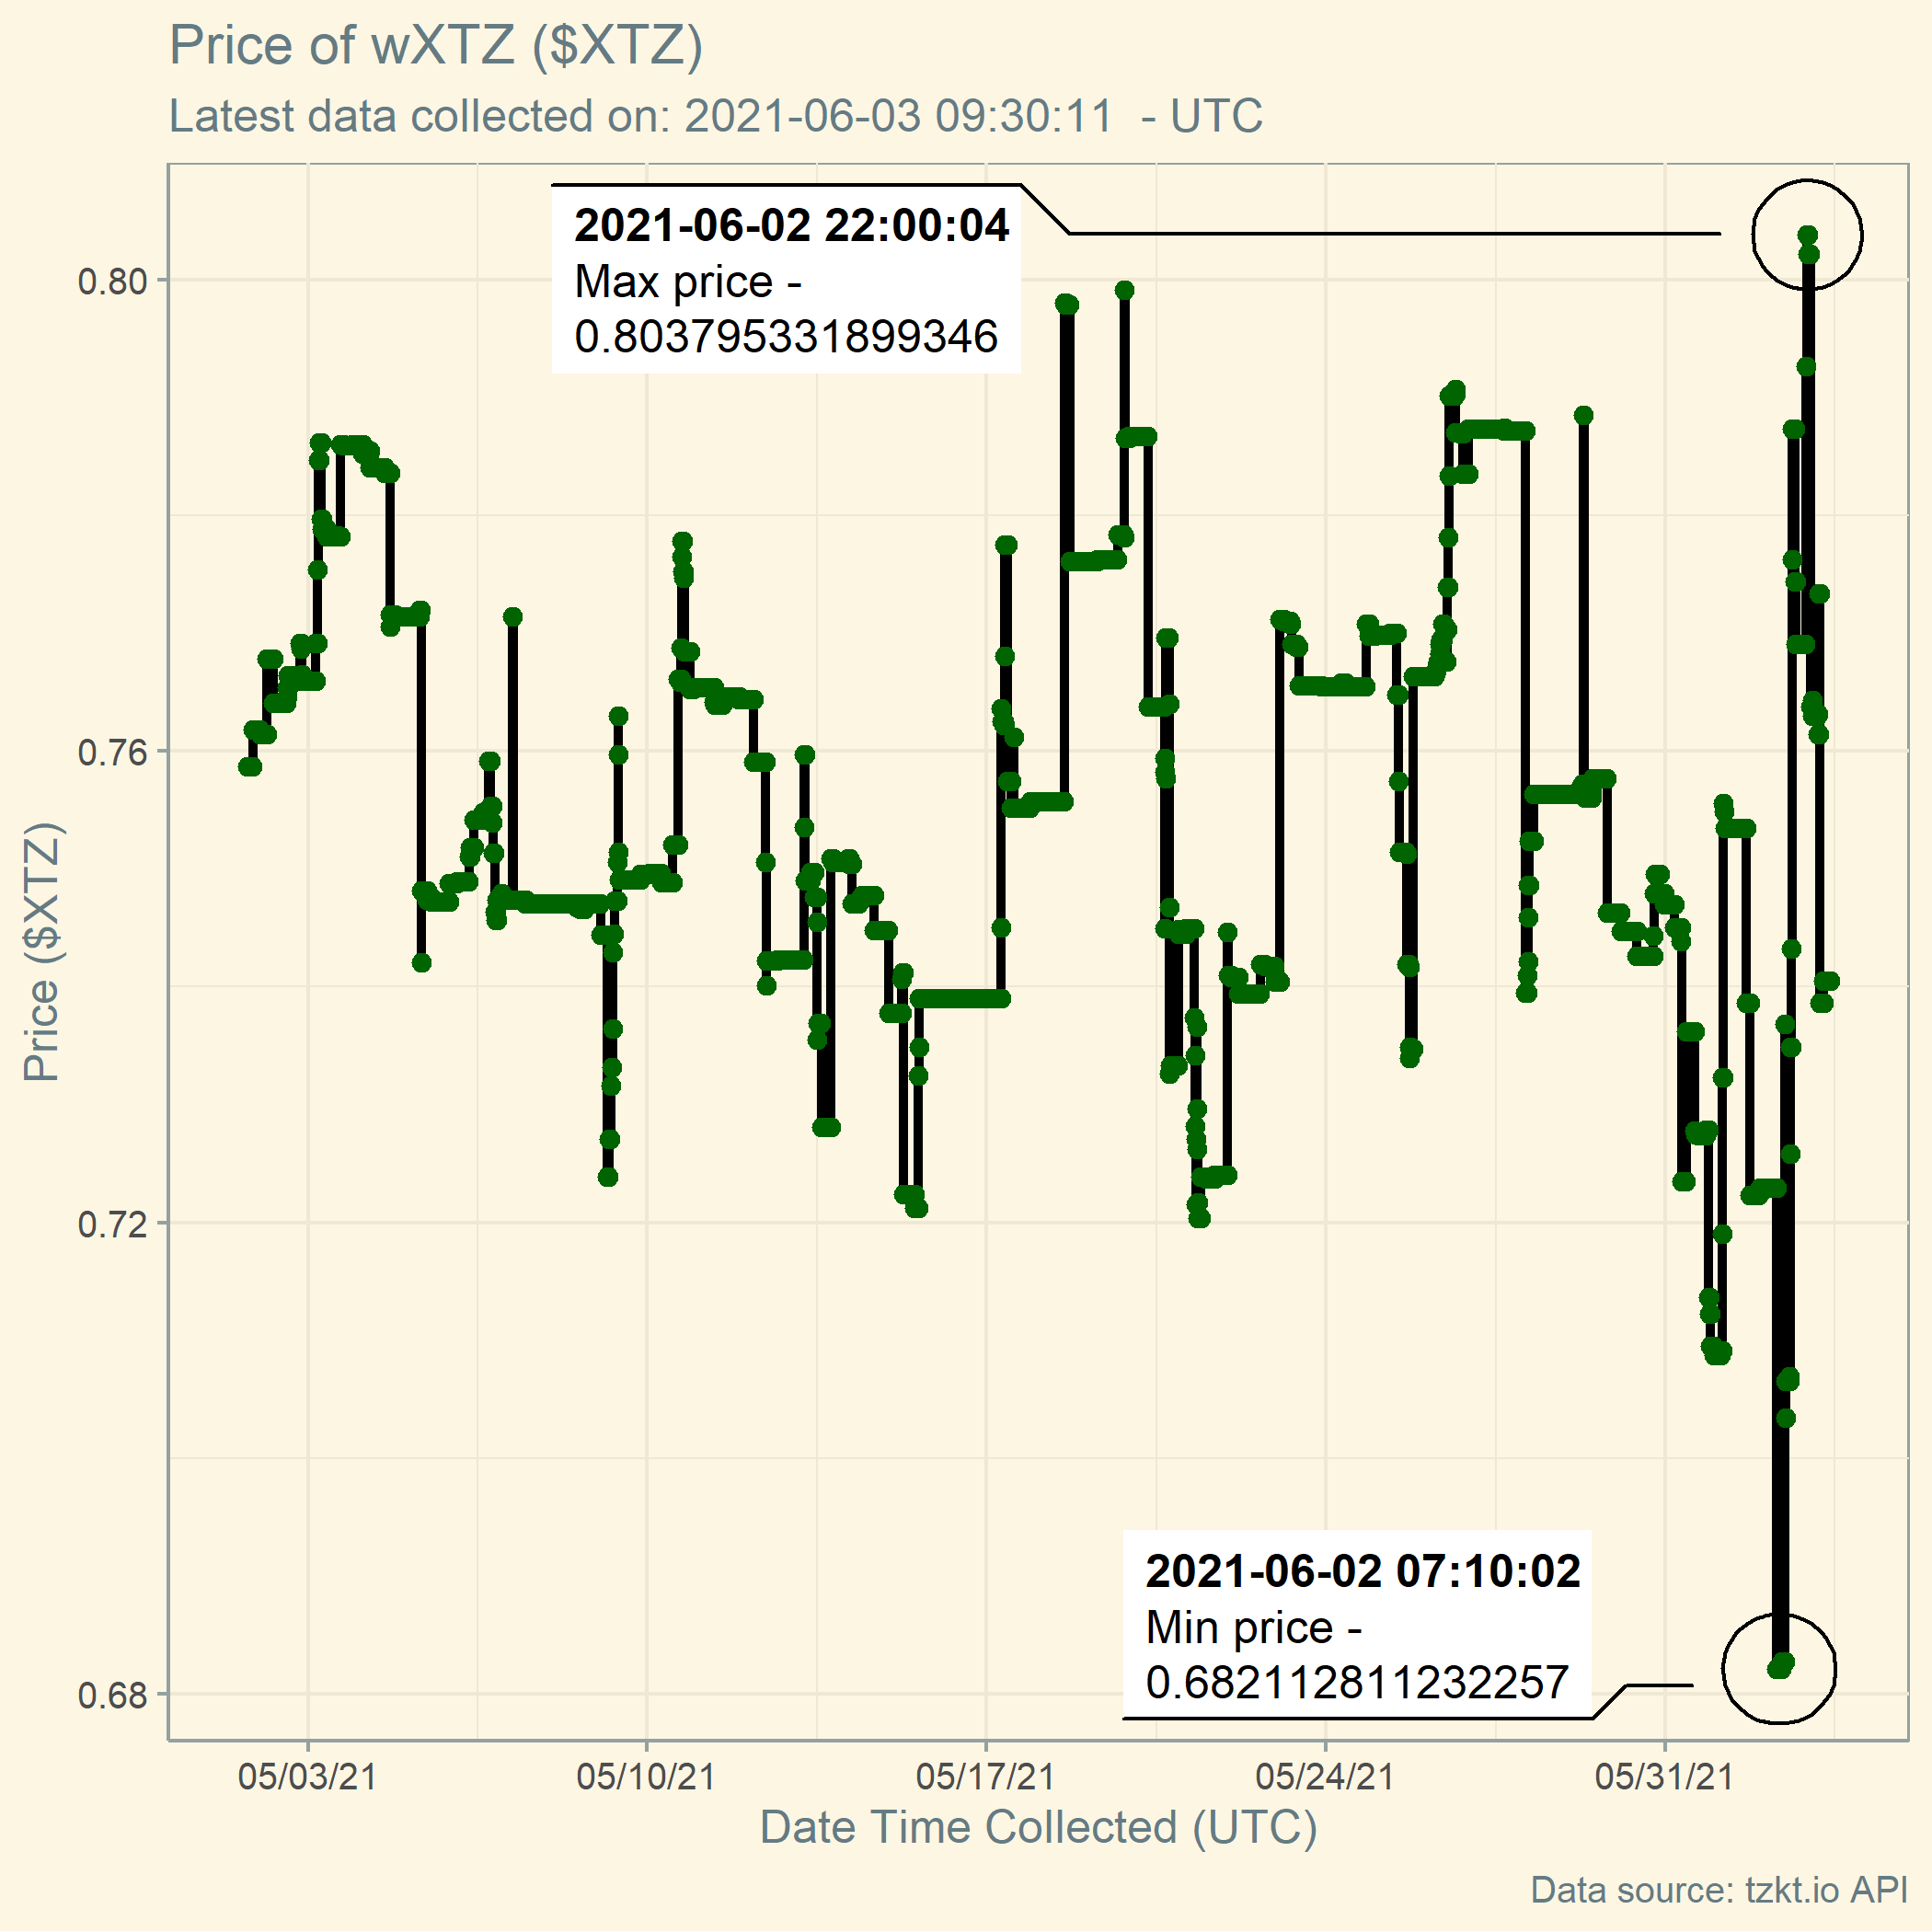 Price of wXTZ ($XTZ)
Latest data collected on: 2021-06-03 09:30:11  - UTC
2021-06-02 22:00:04
Max price -
0.803795331899346
0.80
0.76
0.72
0.68
Price ($XTZ)
2021-06-02 07:10:02
Min price -
0.682112811232257
05/03/21
05/10/21
05/17/21
05/24/21
05/31/21
Date Time Collected (UTC)
Data source: tzkt.io API